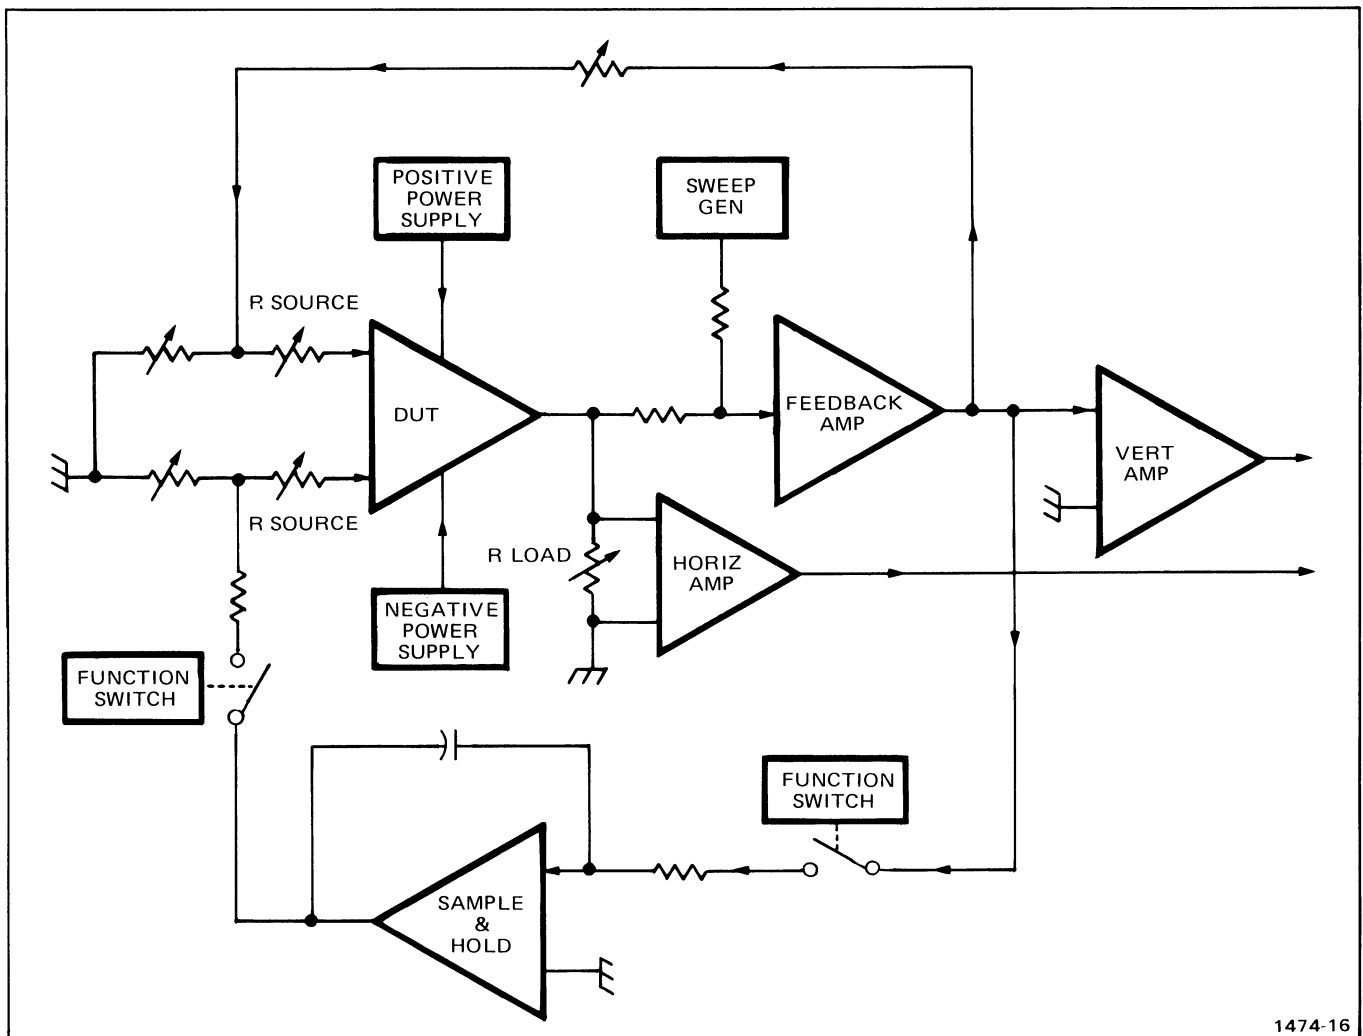 POSITIVE
POWER
SUPPLY
SWEEP
GEN
R SOURCE
DUT
FEEDBACK
AMP
VERT
AMP
R SOURCE
R LOAD
HORIZ
AMP
NEGATIVE
POWER
SUPPLY
FUNCTION
SWITCH
FUNCTION
SWITCH
SAMPLE
&
HOLD
1474-16